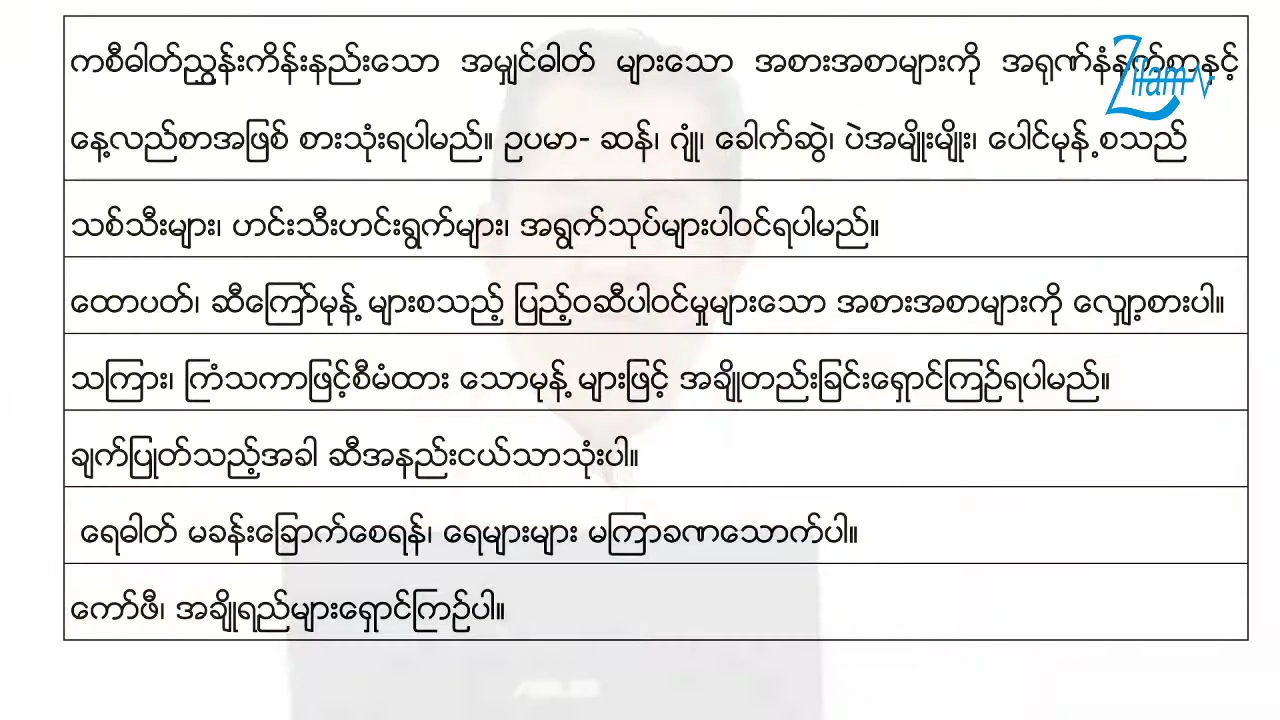 ကစီဓါတ်ညွှန်းကိန်းနည်းသော အမျှင်ဓါတ် များသော အစားအစာများကို အရုဏ်နံနက်စာနှင့်
Zifam
နေ့လည်စာအဖြစ် စားသုံးရပါမည်။ ဥပမာ- ဆန်၊ ဂျုံ၊ ခေါက်ဆွဲ၊ ပဲအမျိုးမျိုး၊ ပေါင်မုန့် စသည်
သစ်သီးများ၊ ဟင်းသီးဟင်းရွက်များ၊ အရွက်သုပ်များပါဝင်ရပါမည်။
ထောပတ်၊ ဆီကြော်မုန့် များစသည့် ပြည့်ဝဆီပါဝင်မှုများသော အစားအစာများကို လျှော့စားပါ။
သကြား၊ ကြံသကာဖြင့်စီမံထား သောမုန့် များဖြင့် အချိုတည်းခြင်းရှောင်ကြဉ်ရပါမည်။
ချက်ပြုတ်သည့်အခါ ဆီအနည်းငယ်သာသုံးပါ။
ရေဓါတ် မခန်းခြောက်စေရန်၊ ရေများများ မကြာခဏသောက်ပါ။
ကော်ဖီ၊ အချိုရည်များရှောင်ကြဉ်ပါ။